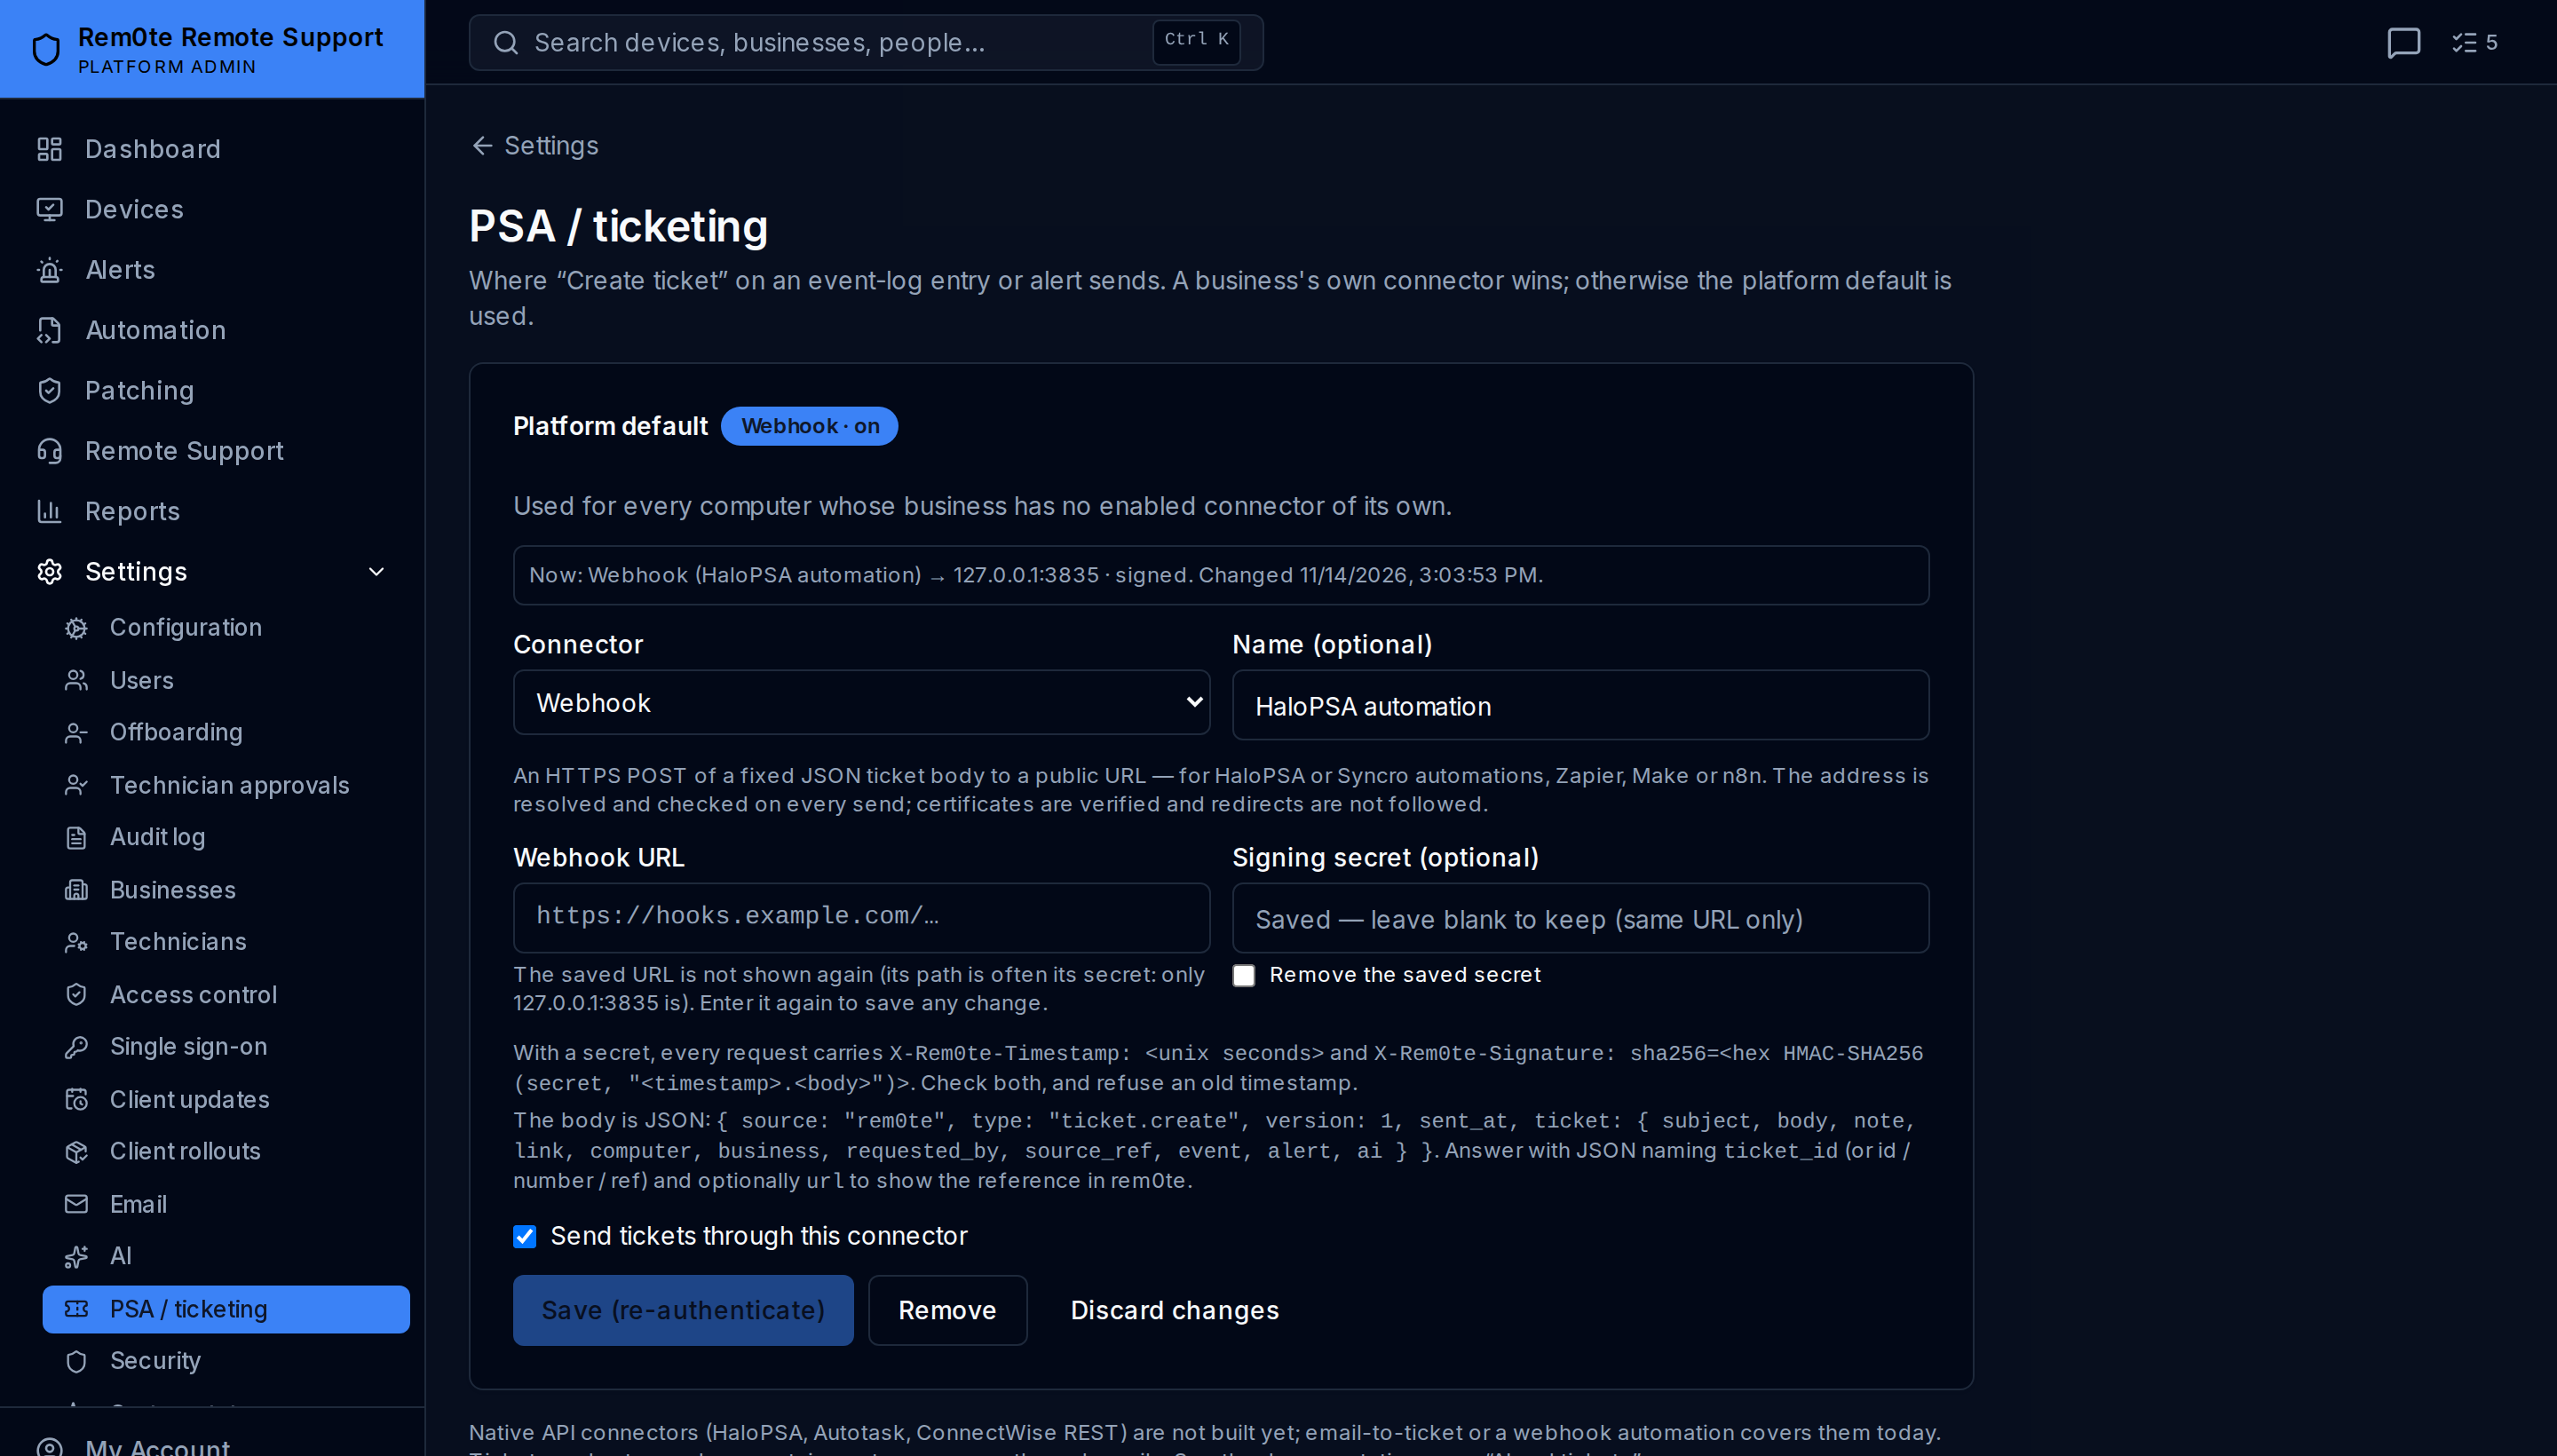 Rem0te Remote Support
PLATFORM ADMIN
Search devices, businesses, people...
Ctrl K
5
Dashboard
Devices
Alerts
Automation
Patching
Remote Support
Reports
Settings
Configuration
Users
Offboarding
Technician approvals
Audit log
Businesses
Technicians
Access control
Single sign-on
Client updates
Client rollouts
Email
AI
PSA / ticketing
Security
My Account
Settings
PSA / ticketing
Where “Create ticket” on an event-log entry or alert sends. A business's own connector wins; otherwise the platform default is
used.
Platform default
Webhook · on
Used for every computer whose business has no enabled connector of its own.
Now: Webhook (HaloPSA automation) → 127.0.0.1:3835 · signed. Changed 11/14/2026, 3:03:53 PM.
Connector
Name (optional)
Webhook
HaloPSA automation
An HTTPS POST of a fixed JSON ticket body to a public URL — for HaloPSA or Syncro automations, Zapier, Make or n8n. The address is
resolved and checked on every send; certificates are verified and redirects are not followed.
Webhook URL
Signing secret (optional)
https://hooks.example.com/…
Saved — leave blank to keep (same URL only)
The saved URL is not shown again (its path is often its secret: only
127.0.0.1:3835 is). Enter it again to save any change.
Remove the saved secret
With a secret, every request carries X-Rem0te-Timestamp: <unix seconds> and X-Rem0te-Signature: sha256=<hex HMAC-SHA256
(secret, "<timestamp>.<body>")>. Check both, and refuse an old timestamp.
The body is JSON: { source: "rem0te", type: "ticket.create", version: 1, sent_at, ticket: { subject, body, note,
link, computer, business, requested_by, source_ref, event, alert, ai } }. Answer with JSON naming ticket_id (or id /
number / ref) and optionally url to show the reference in rem0te.
Send tickets through this connector
Save (re-authenticate)
Remove
Discard changes
Native API connectors (HaloPSA, Autotask, ConnectWise REST) are not built yet; email-to-ticket or a webhook automation covers them today.